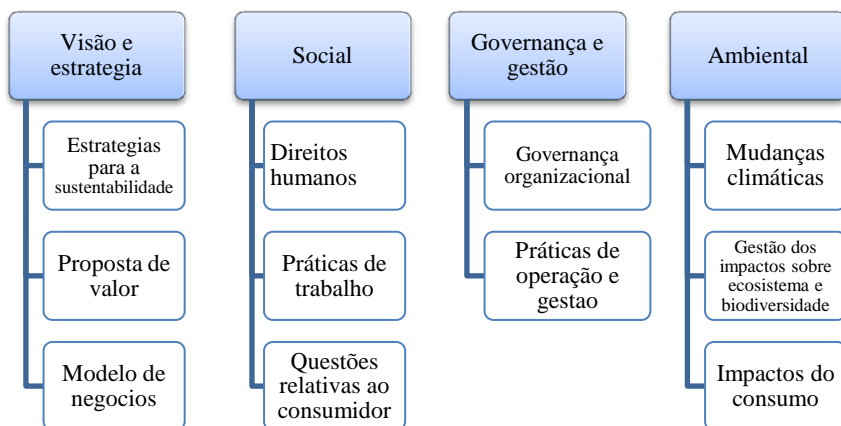 Visão e
estrategia
Estrategias
para a
sustentabilidade
Proposta de
valor
Modelo de
negocios
Social
Direitos
humanos
Práticas de
trabalho
Questões
relativas ao
consumidor
Governança e
gestão
Governança
organizacional
Práticas de
operação e
gestao
Ambiental
Mudanças
climáticas
Gestão dos
impactos sobre
ecosistema e
biodiversidade
Impactos do
consumo